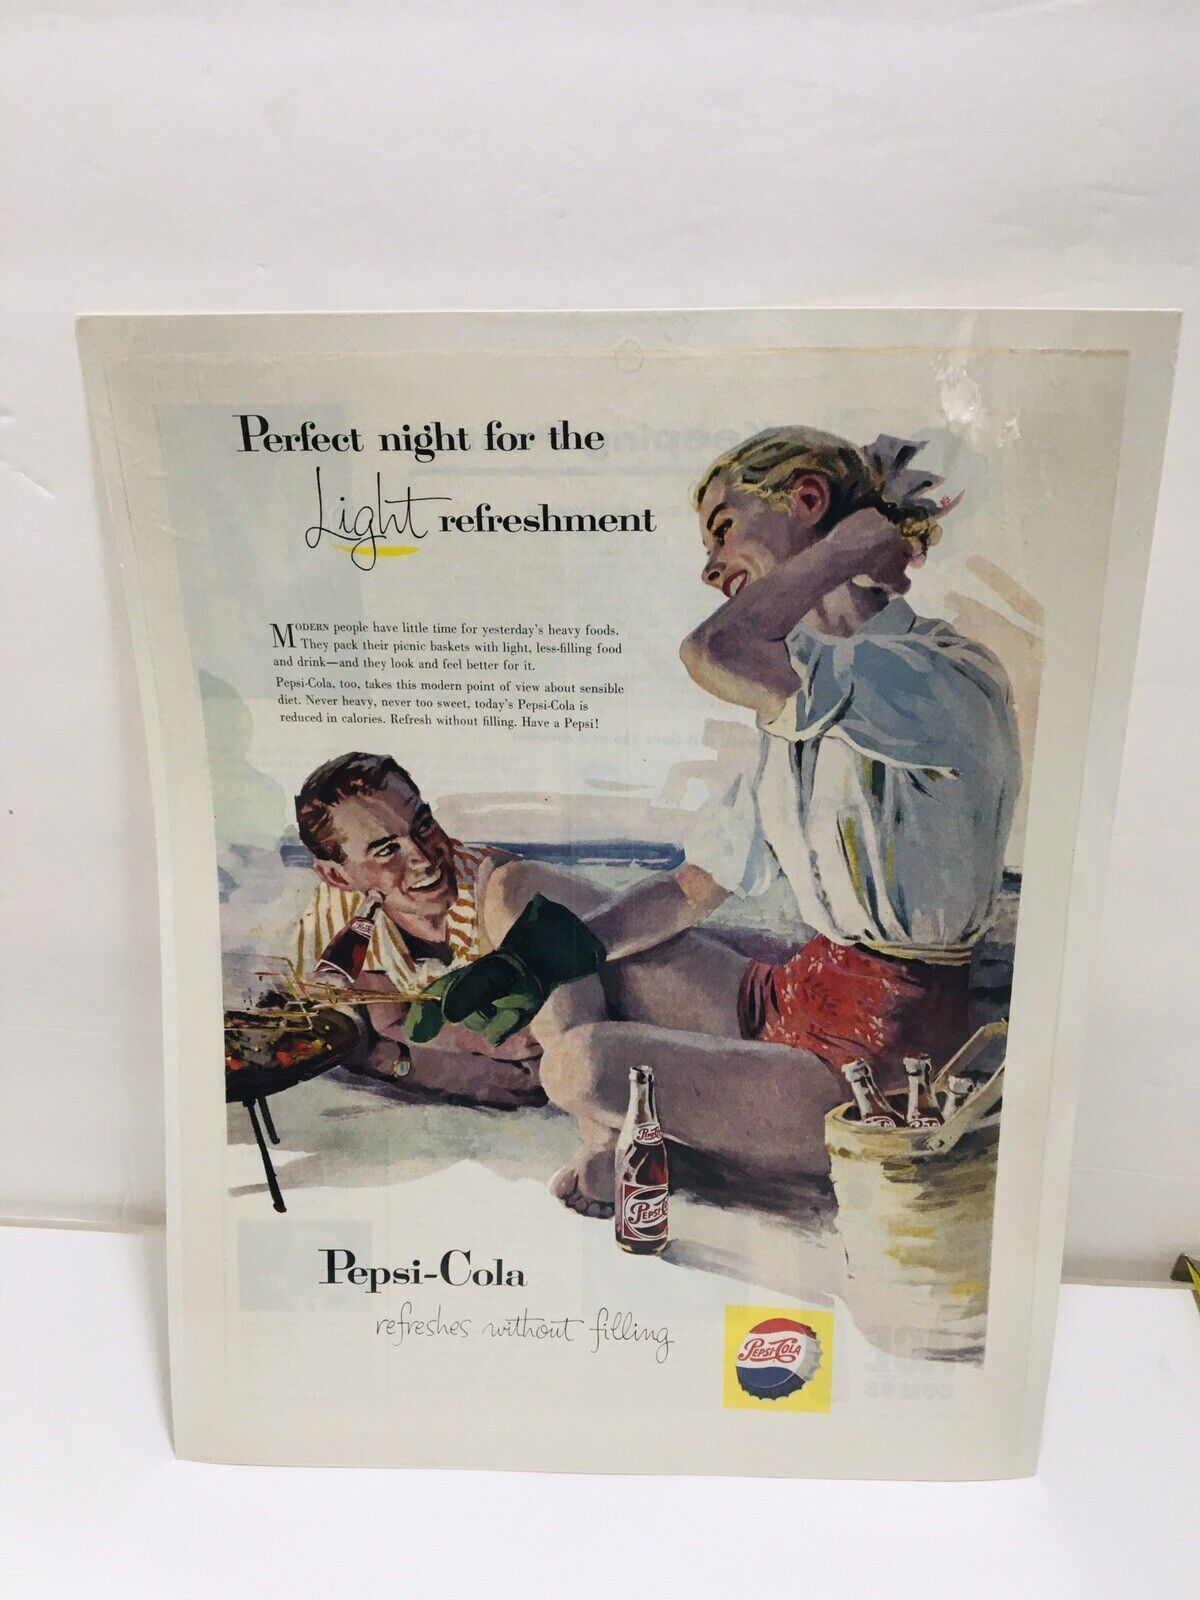 Perfect night for the
Light refreshment
MODERN people have little time for yesterday's heavy foods.
They pack their picnic baskets with light, less-filling food
and drink—and they look and feel better for it.
Pepsi-Cola, too, takes this modern point of view about sensible
diet. Never heavy, never too sweet, today's Pepsi-Cola is
reduced in calories. Refresh without filling. Have a Pepsi!
Pepsi-Cola
refreshes without filling
PEPSI-COLA